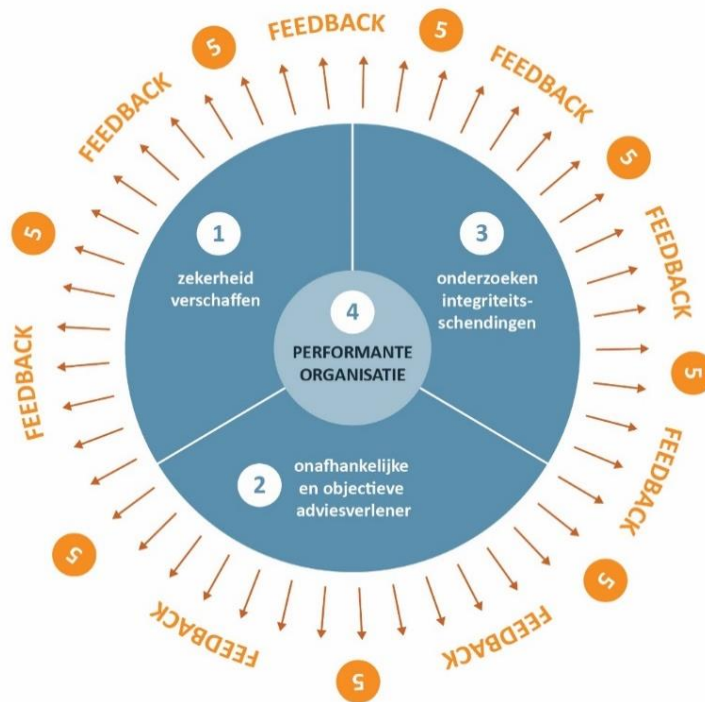 FEEDBACK
5
FEEDBACK
5
FEEDBACK
5
FEEDBACK
5
FEEDBACK
5
FEEDBACK
5
FEEDBACK
5
FEEDBACK
5
1
zekerheid
verschaffen
3
onderzoeken
integriteits-
schendingen
4
PERFORMANTE
ORGANISATIE
2
onafhankelijke
en objectieve
adviesverlener